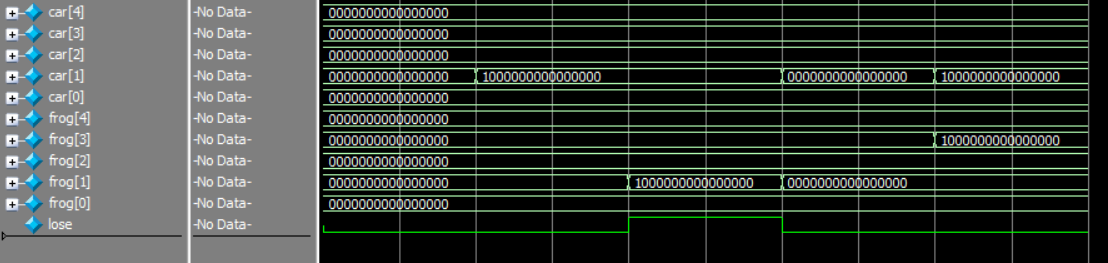 car[4] -No Data- 0000000000000000
car[3] -No Data- 0000000000000000
car[2] -No Data- 0000000000000000
car[1] -No Data- 0000000000000000 1000000000000000 0000000000000000 1000000000000000
car[0] -No Data- 0000000000000000
frog[4] -No Data- 0000000000000000
frog[3] -No Data- 0000000000000000 1000000000000000
frog[2] -No Data- 0000000000000000
frog[1] -No Data- 0000000000000000 1000000000000000 0000000000000000
frog[0] -No Data- 0000000000000000
lose -No Data-